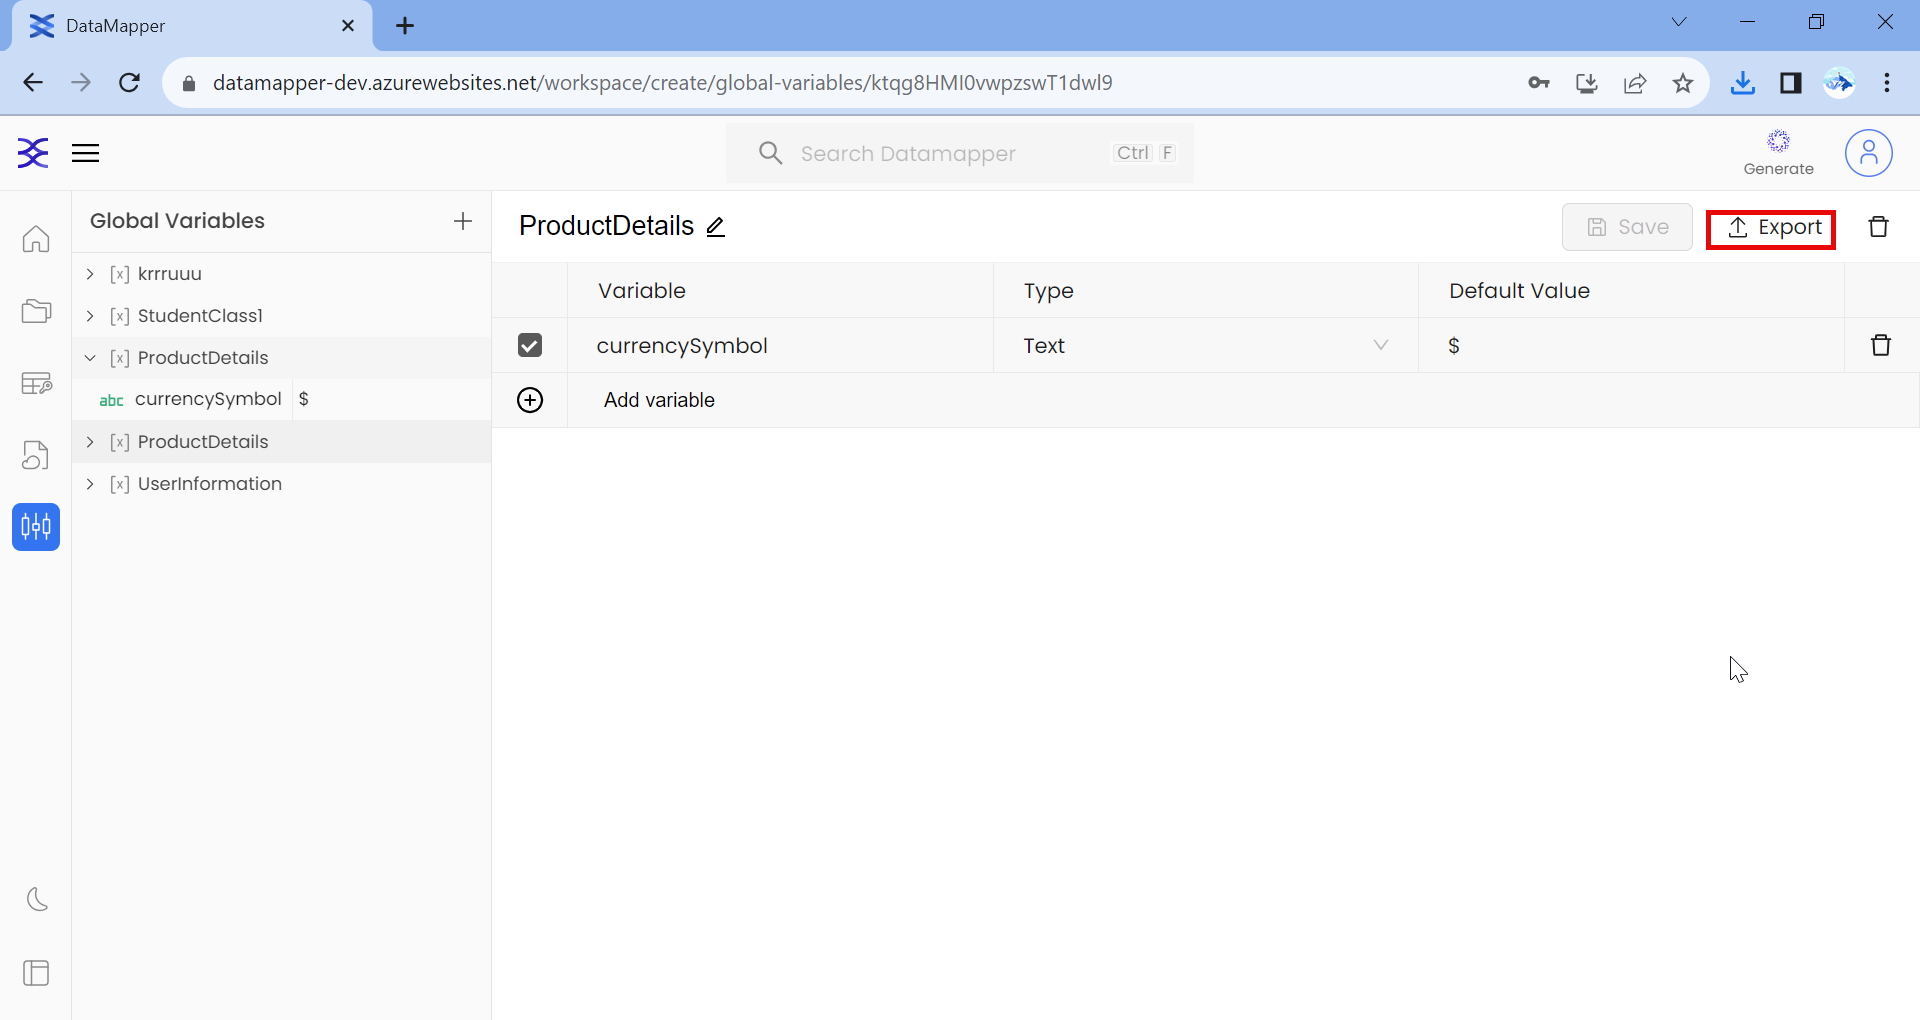 DataMapper
datamapper-dev.azurewebsites.net/workspace/create/global-variables/ktqg8HMI0vwpzswT1dwl9
Search Datamapper Ctrl F
Generate
Global Variables
ProductDetails
Save
Export
[x] krrruuu
[x] StudentClass1
[x] ProductDetails
abc currencySymbol $
[x] ProductDetails
[x] UserInformation
Variable Type Default Value
currencySymbol Text $
Add variable